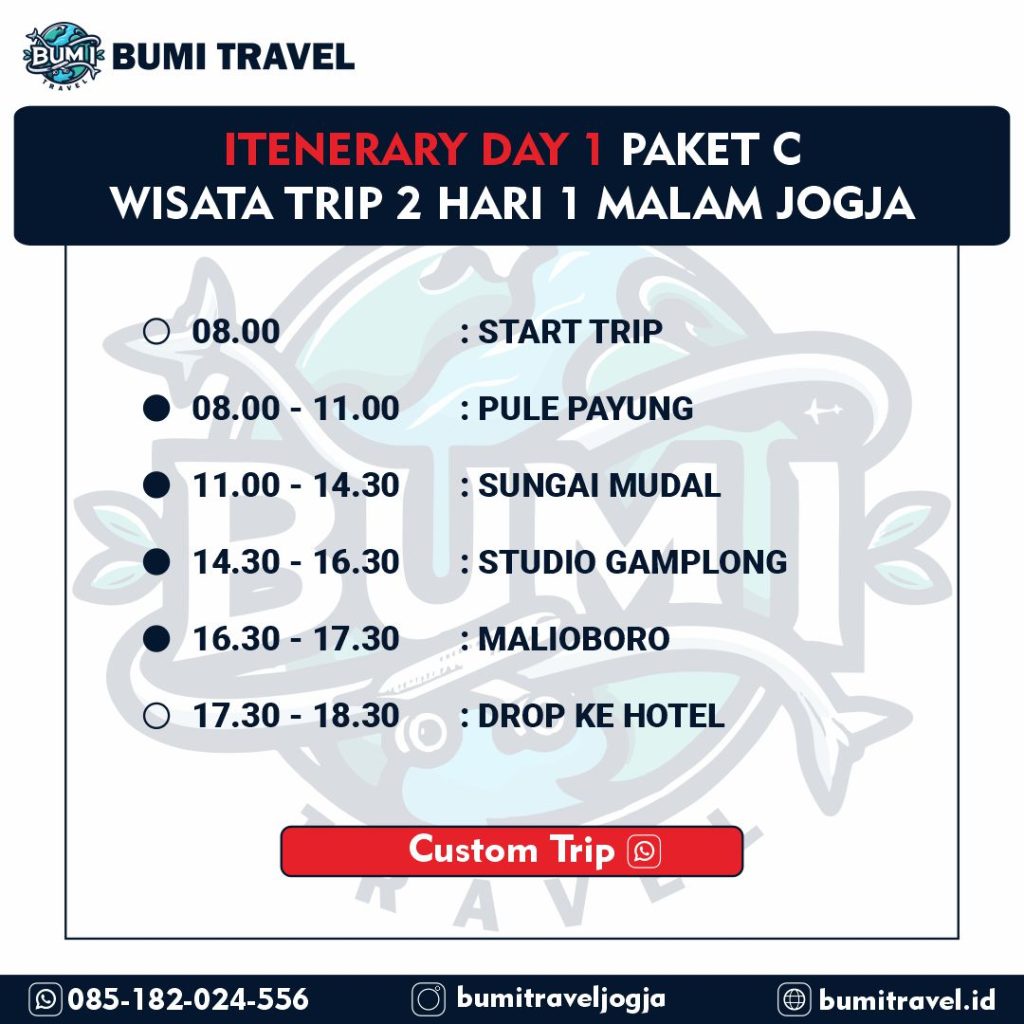 BUMI TRAVEL
BUMI TRAVEL
ITENERARY DAY 1 PAKET C
WISATA TRIP 2 HARI 1 MALAM JOGJA
08.00 : START TRIP
08.00 - 11.00 : PULE PAYUNG
11.00 - 14.30 : SUNGAI MUDAL
14.30 - 16.30 : STUDIO GAMPLONG
16.30 - 17.30 : MALIOBORO
17.30 - 18.30 : DROP KE HOTEL
BUMI
TRAVEL
Custom Trip
085-182-024-556 bumitraveljogja bumitravel.id